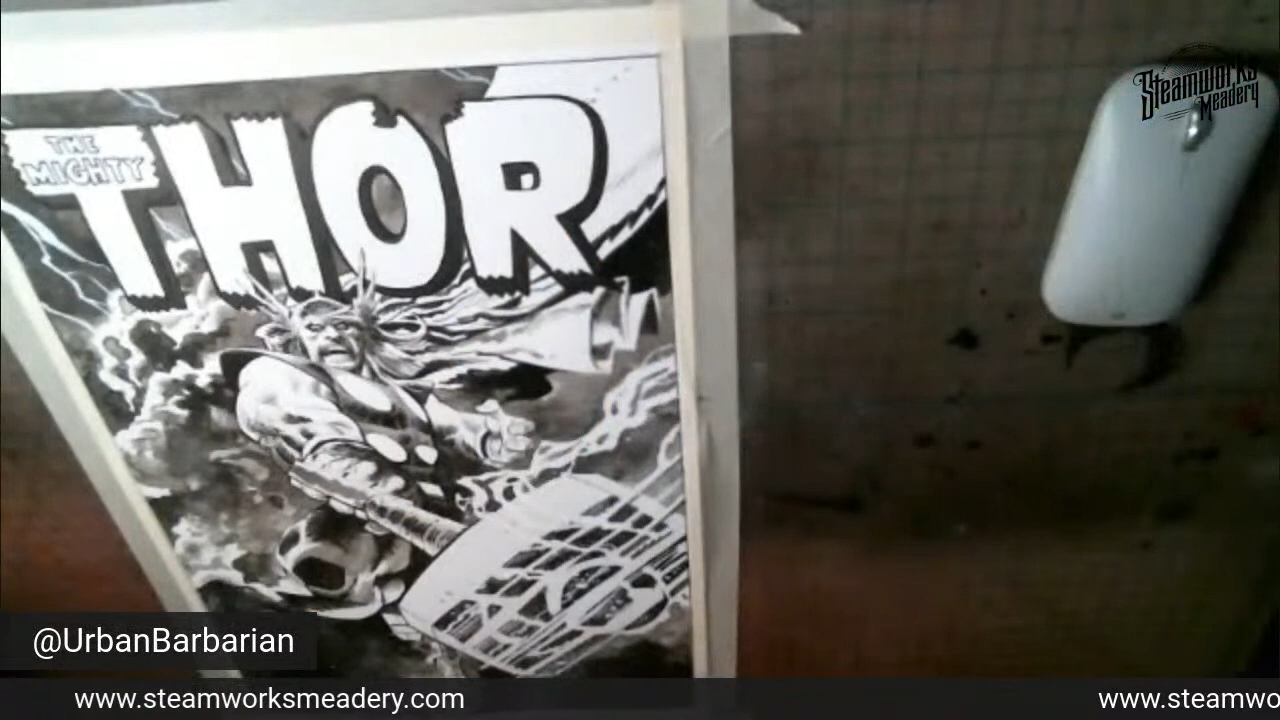 Steamworks
Meadery
THE
MIGHTY
THOR
@UrbanBarbarian
www.steamworksmeadery.com
www.steamwo